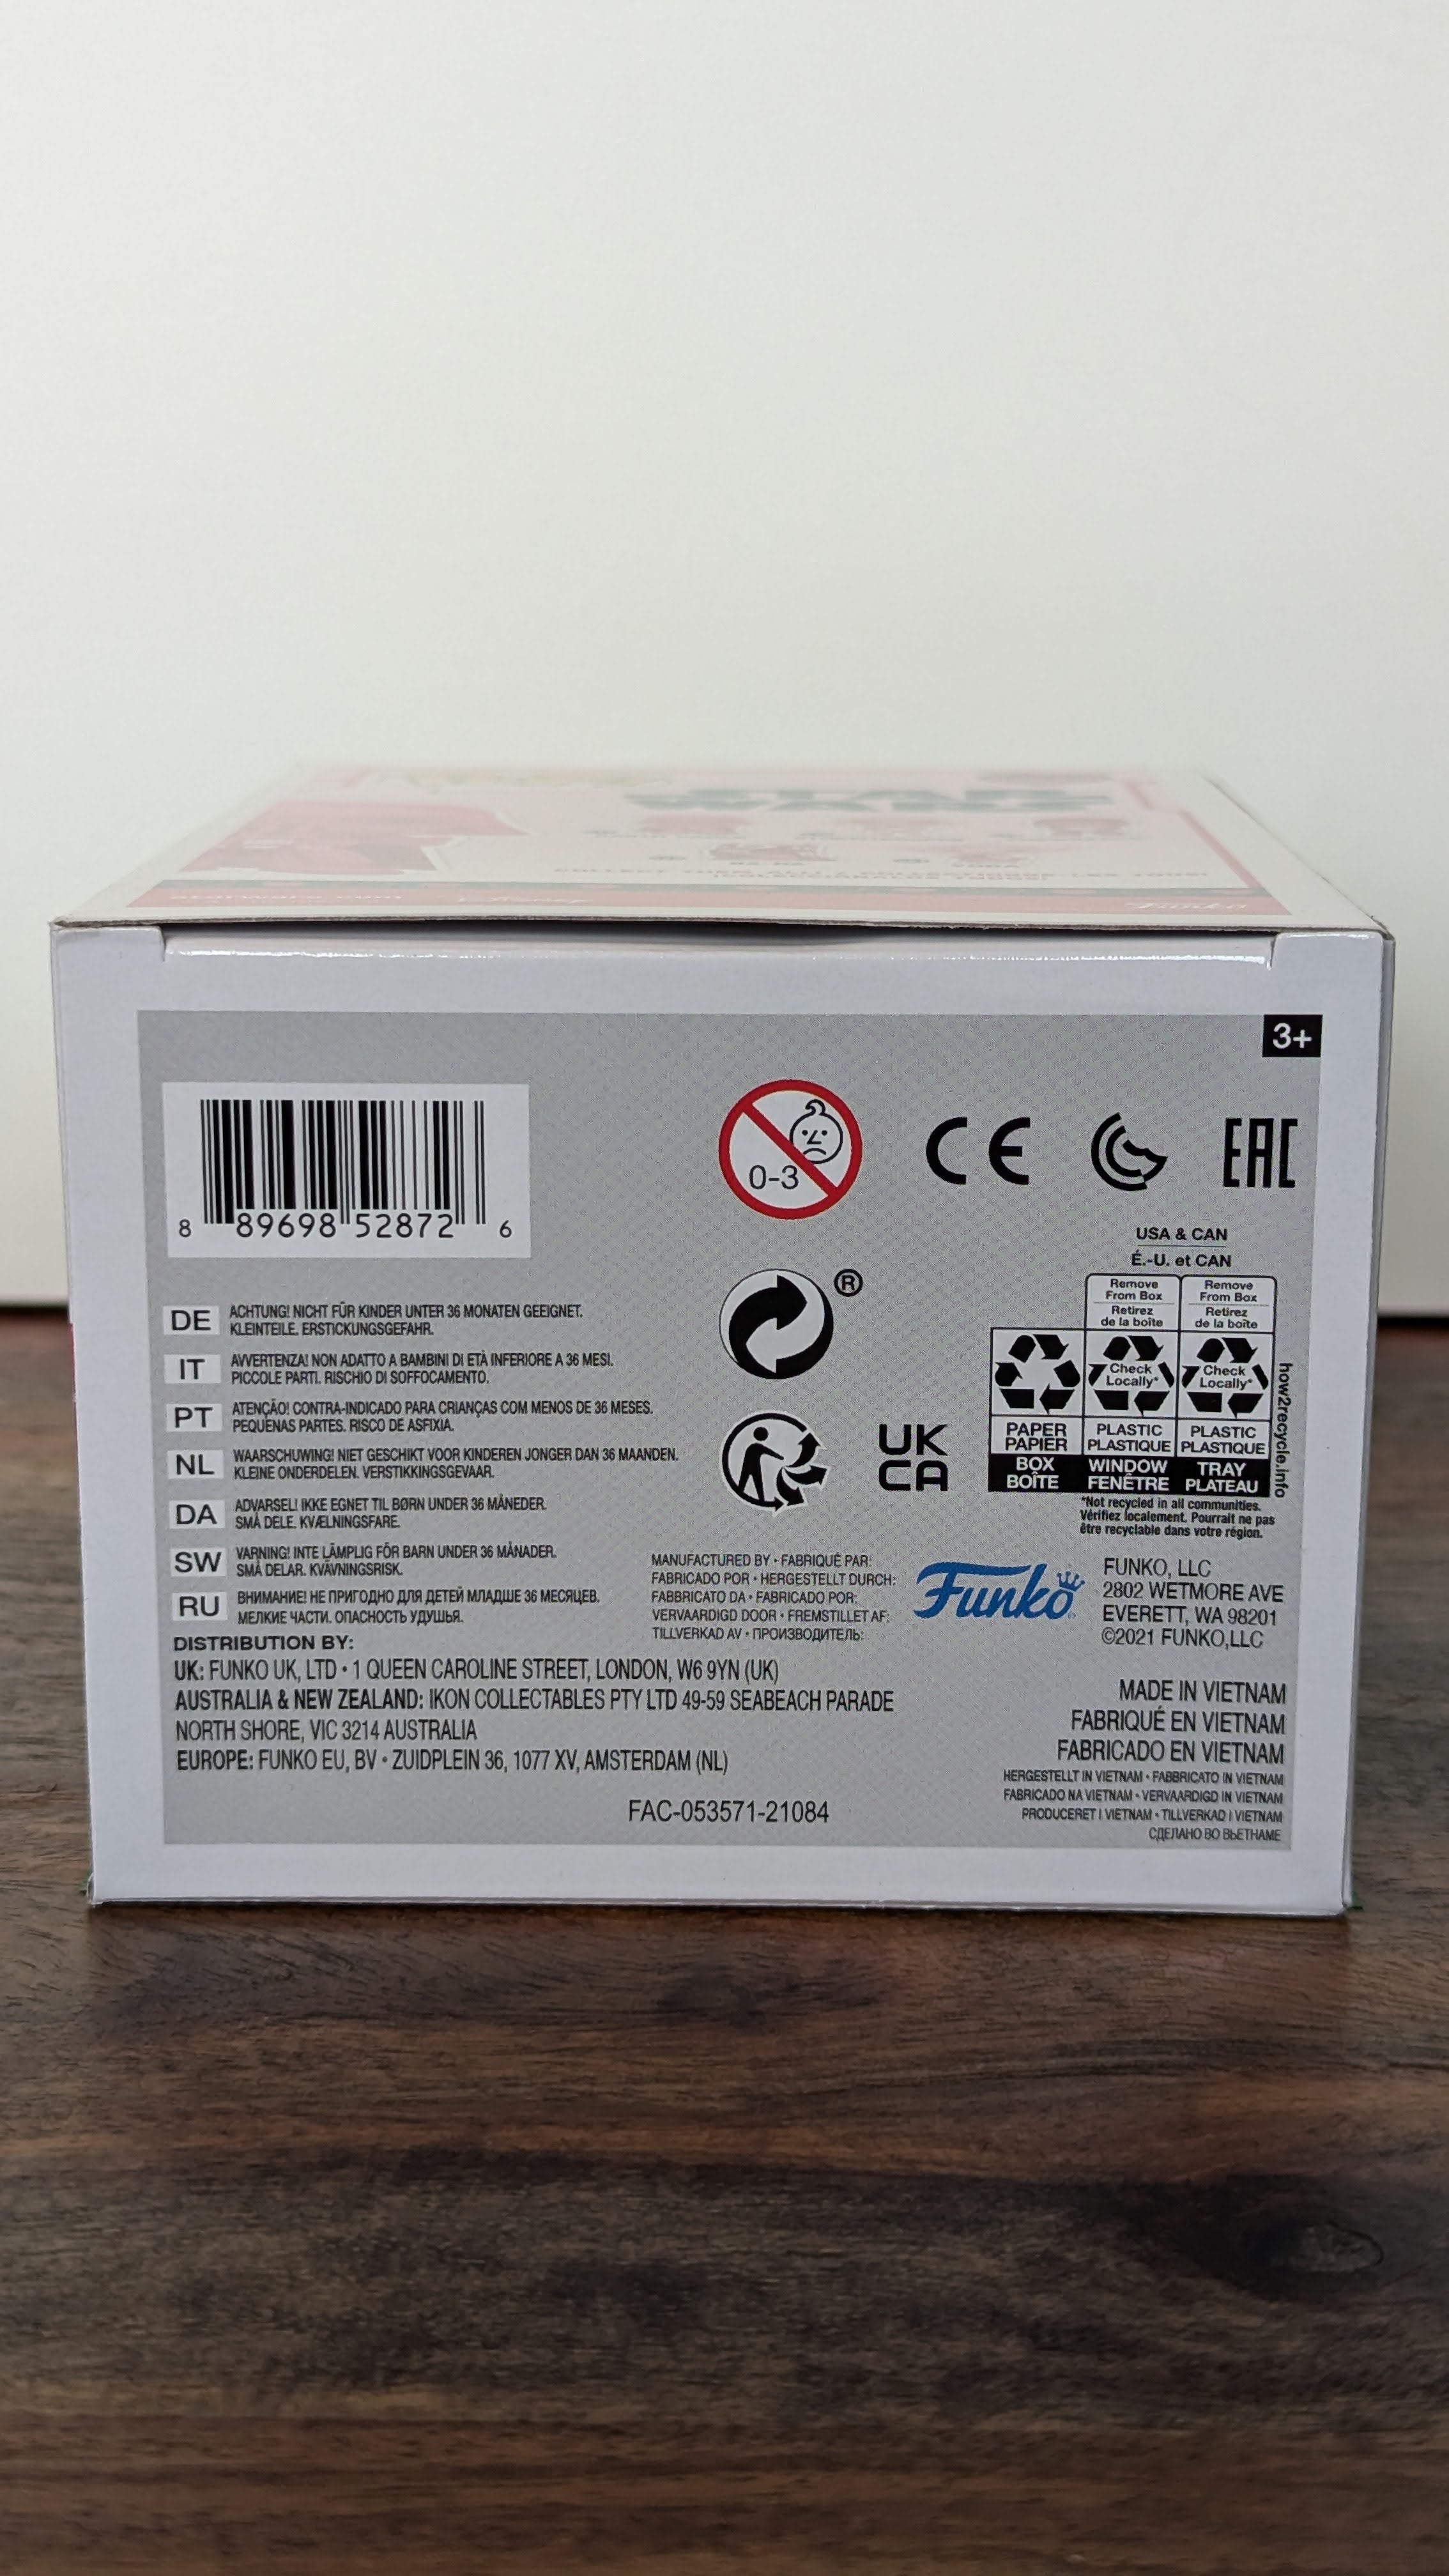 STAR
WARS
COLLECT THEM ALL!
starwars.com
Disney
Funko
3+
8 89698 52872 6
0-3
CE
EAC
USA & CAN
É.-U. et CAN
Remove
From Box
Retirez
de la boîte
Remove
From Box
Retirez
de la boîte
Check
Locally*
Check
Locally*
PAPER
PAPIER
PLASTIC
PLASTIQUE
PLASTIC
PLASTIQUE
BOX
BOÎTE
WINDOW
FENÊTRE
TRAY
PLATEAU
how2recycle.info
*Not recycled in all communities.
Vérifiez localement. Pourrait ne pas
être recyclable dans votre région.
®
UK
CA
DE ACHTUNG! NICHT FÜR KINDER UNTER 36 MONATEN GEEIGNET.
KLEINTEILE. ERSTICKUNGSGEFAHR.
IT AVVERTENZA! NON ADATTO A BAMBINI DI ETÀ INFERIORE A 36 MESI.
PICCOLE PARTI. RISCHIO DI SOFFOCAMENTO.
PT ATENÇÃO! CONTRA-INDICADO PARA CRIANÇAS COM MENOS DE 36 MESES.
PEQUENAS PARTES. RISCO DE ASFIXIA.
NL WAARSCHUWING! NIET GESCHIKT VOOR KINDEREN JONGER DAN 36 MAANDEN.
KLEINE ONDERDELEN. VERSTIKKINGSGEVAAR.
DA ADVARSEL! IKKE EGNET TIL BØRN UNDER 36 MÅNEDER.
SMÅ DELE. KVÆLNINGSFARE.
SW VARNING! INTE LÄMPLIG FÖR BARN UNDER 36 MÅNADER.
SMÅ DELAR. KVÄVNINGSRISK.
RU ВНИМАНИЕ! НЕ ПРИГОДНО ДЛЯ ДЕТЕЙ МЛАДШЕ 36 МЕСЯЦЕВ.
МЕЛКИЕ ЧАСТИ. ОПАСНОСТЬ УДУШЬЯ.
MANUFACTURED BY • FABRIQUÉ PAR:
FABRICADO POR • HERGESTELLT DURCH:
FABBRICATO DA • FABRICADO POR:
VERVAARDIGD DOOR • FREMSTILLET AF:
TILLVERKAD AV • ПРОИЗВОДИТЕЛЬ:
Funko
FUNKO, LLC
2802 WETMORE AVE
EVERETT, WA 98201
©2021 FUNKO,LLC
DISTRIBUTION BY:
UK: FUNKO UK, LTD • 1 QUEEN CAROLINE STREET, LONDON, W6 9YN (UK)
AUSTRALIA & NEW ZEALAND: IKON COLLECTABLES PTY LTD 49-59 SEABEACH PARADE
NORTH SHORE, VIC 3214 AUSTRALIA
EUROPE: FUNKO EU, BV • ZUIDPLEIN 36, 1077 XV, AMSTERDAM (NL)
MADE IN VIETNAM
FABRIQUÉ EN VIETNAM
FABRICADO EN VIETNAM
HERGESTELLT IN VIETNAM • FABBRICATO IN VIETNAM
FABRICADO NA VIETNAM • VERVAARDIGD IN VIETNAM
PRODUCERET I VIETNAM • TILLVERKAD I VIETNAM
СДЕЛАНО ВО ВЬЕТНАМЕ
FAC-053571-21084